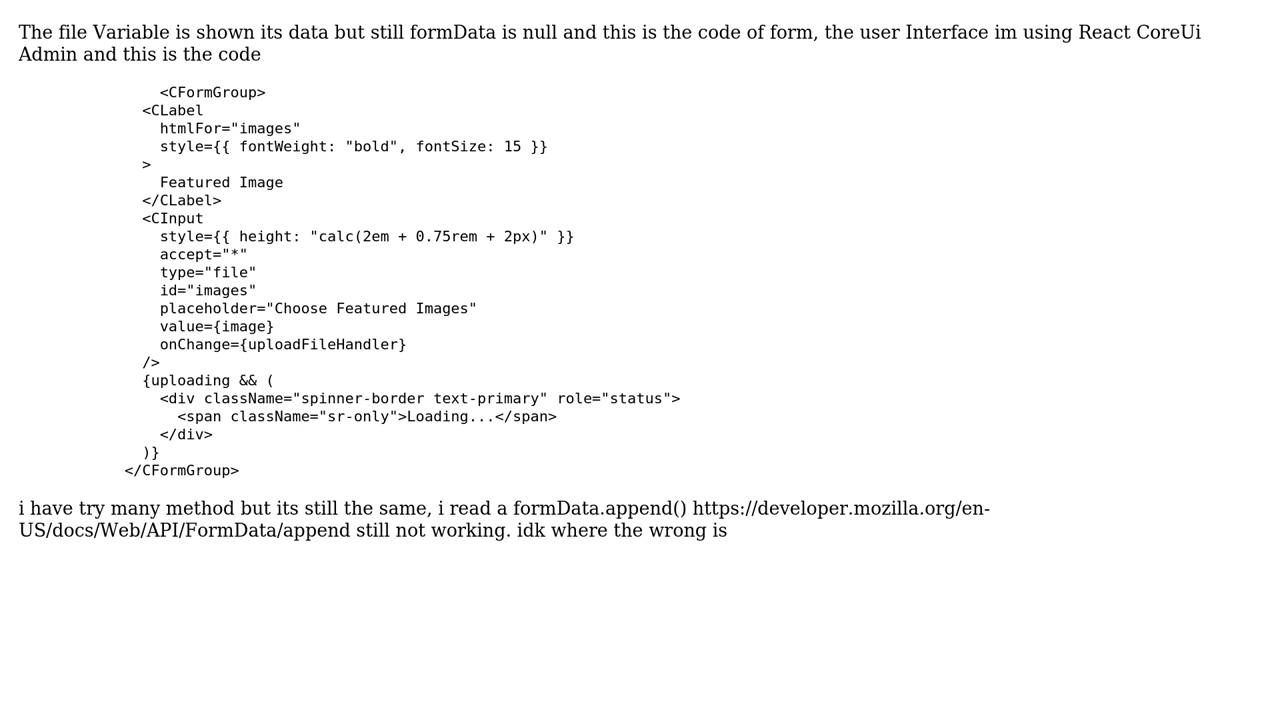 The file Variable is shown its data but still formData is null and this is the code of form, the user Interface im using React CoreUi
Admin and this is the code
<CFormGroup>
<CLabel
htmlFor="images"
style={{ fontWeight: "bold", fontSize: 15 }}
>
Featured Image
</CLabel>
<CInput
style={{ height: "calc(2em + 0.75rem + 2px)" }}
accept="*"
type="file"
id="images"
placeholder="Choose Featured Images"
value={image}
onChange={uploadFileHandler}
/>
{uploading && (
<div className="spinner-border text-primary" role="status">
<span className="sr-only">Loading...</span>
</div>
)}
</CFormGroup>
i have try many method but its still the same, i read a formData.append() https://developer.mozilla.org/en-
US/docs/Web/API/FormData/append still not working. idk where the wrong is